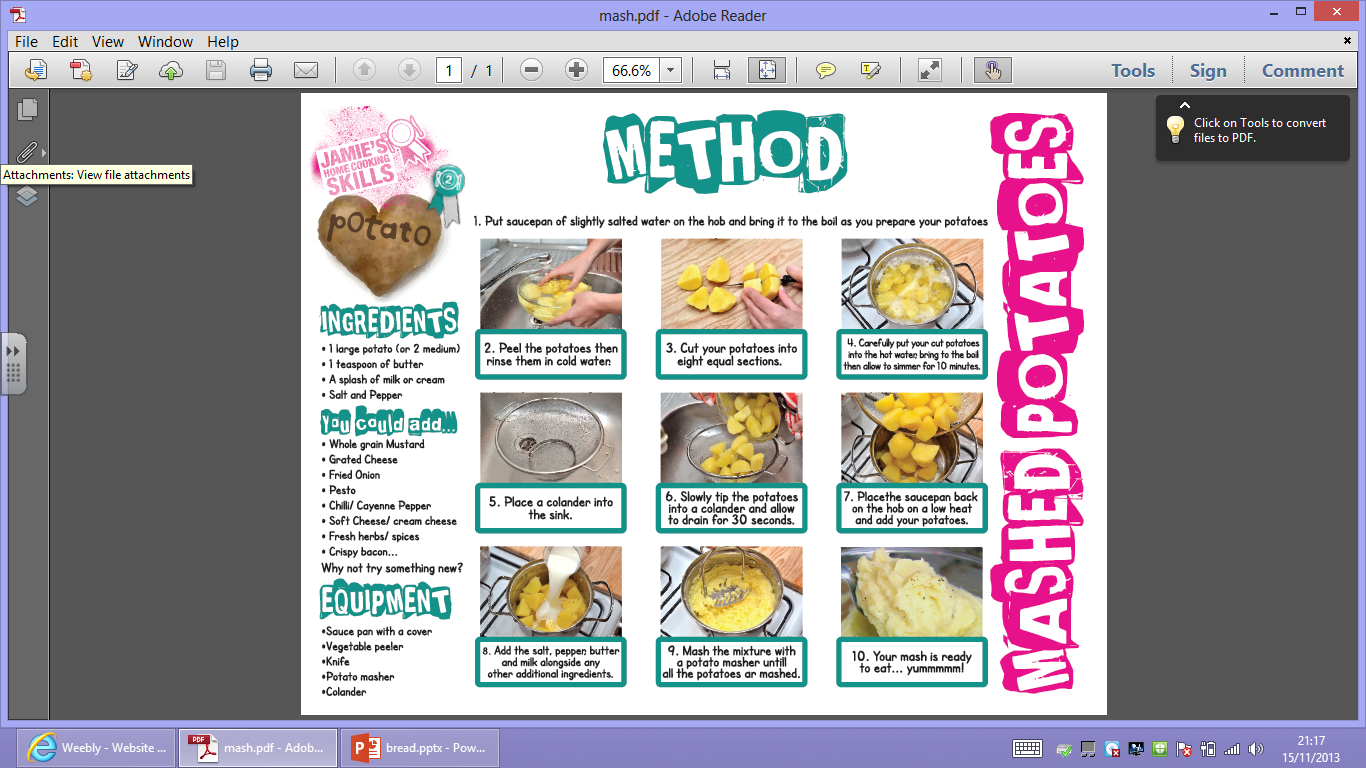 mash.pdf - Adobe Reader
File Edit View Window Help
1 / 1 66.6% Tools Sign Comment
Click on Tools to convert
files to PDF.
Attachments: View file attachments
JAMIE'S
HOME COOKING
SKILLS
2
potato
INGREDIENTS
• 1 large potato (or 2 medium)
• 1 teaspoon of butter
• A splash of milk or cream
• Salt and Pepper
You could add...
• Whole grain Mustard
• Grated Cheese
• Fried Onion
• Pesto
• Chilli/ Cayenne Pepper
• Soft Cheese/ cream cheese
• Fresh herbs/ spices
• Crispy bacon...
Why not try something new?
EQUIPMENT
•Sauce pan with a cover
•Vegetable peeler
•Knife
•Potato masher
•Colander
METHOD
1. Put saucepan of slightly salted water on the hob and bring it to the boil as you prepare your potatoes
2. Peel the potatoes then
rinse them in cold water.
3. Cut your potatoes into
eight equal sections.
4. Carefully put your cut potatoes
into the hot water, bring to the boil
then allow to simmer for 10 minutes.
5. Place a colander into
the sink.
6. Slowly tip the potatoes
into a colander and allow
to drain for 30 seconds.
7. Placethe saucepan back
on the hob on a low heat
and add your potatoes.
8. Add the salt, pepper, butter
and milk alongside any
other additional ingredients.
9. Mash the mixture with
a potato masher untill
all the potatoes ar mashed.
10. Your mash is ready
to eat... yummmmm!
MASHED POTATOES
Weebly - Website ...
PDF
mash.pdf - Adob...
bread.pptx - Pow...
21:17
15/11/2013